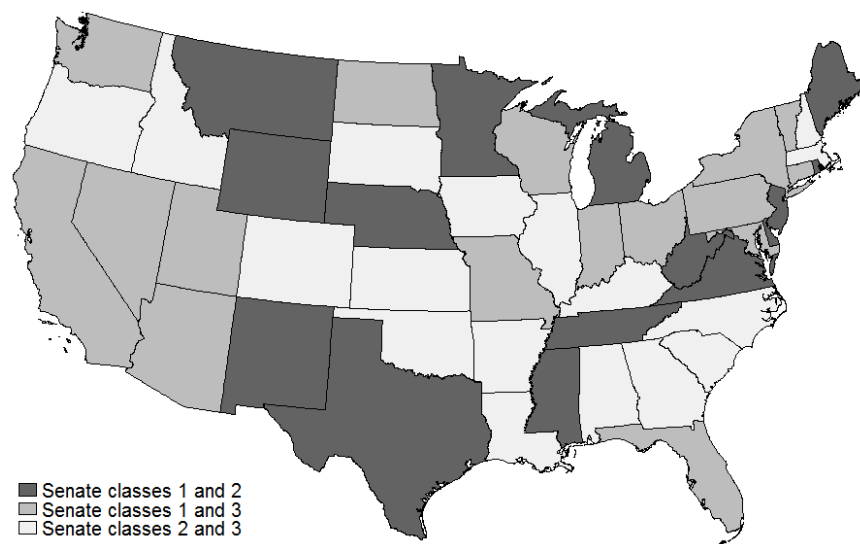 Senate classes 1 and 2
Senate classes 1 and 3
Senate classes 2 and 3